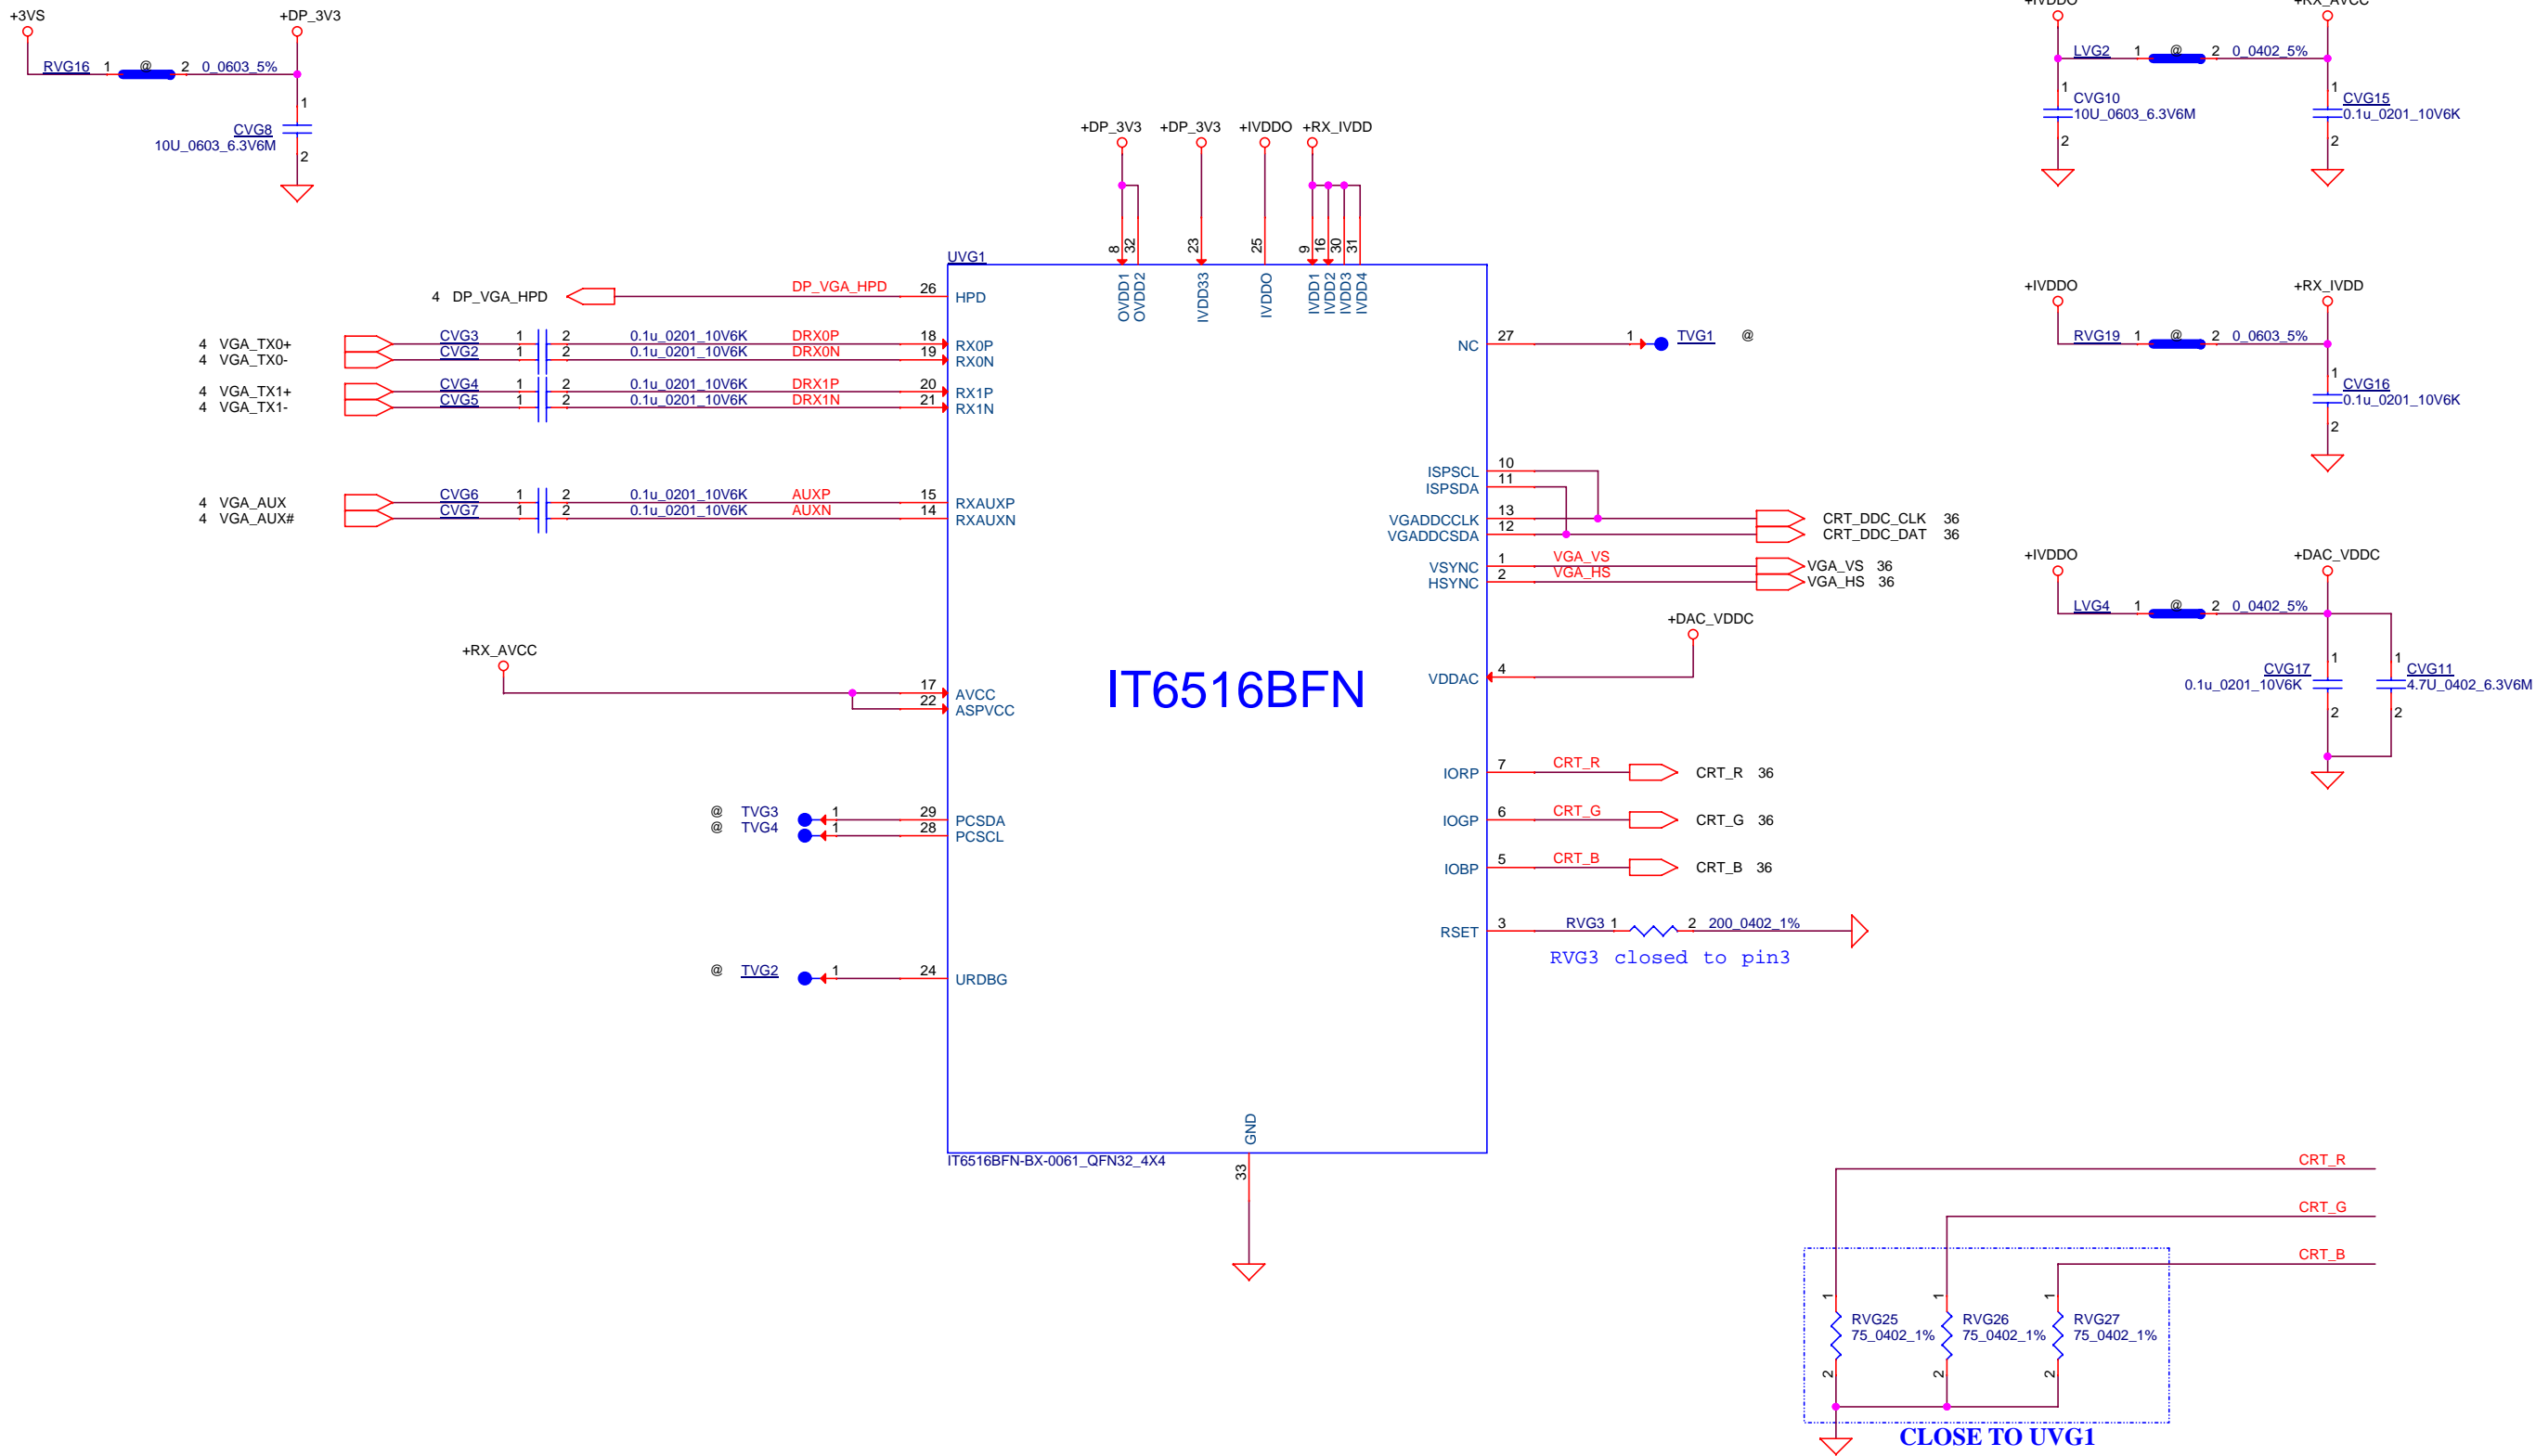 +3VS
+DP_3V3
RVG16 1 @ 2 0_0603_5%
1
CVG8
10U_0603_6.3V6M
2
+IVDDO
+RX_AVCC
LVG2 1 @ 2 0_0402_5%
1
CVG10
10U_0603_6.3V6M
2
1
CVG15
0.1u_0201_10V6K
2
+DP_3V3 +DP_3V3 +IVDDO +RX_IVDD
8 32 23 25 9 16 30 31
OVDD1 OVDD2 IVDD33 IVDDO IVDD1 IVDD2 IVDD3 IVDD4
UVG1
4 DP_VGA_HPD DP_VGA_HPD 26 HPD
4 VGA_TX0+ CVG3 1 2 0.1u_0201_10V6K DRX0P 18 RX0P
4 VGA_TX0- CVG2 1 2 0.1u_0201_10V6K DRX0N 19 RX0N
4 VGA_TX1+ CVG4 1 2 0.1u_0201_10V6K DRX1P 20 RX1P
4 VGA_TX1- CVG5 1 2 0.1u_0201_10V6K DRX1N 21 RX1N
4 VGA_AUX CVG6 1 2 0.1u_0201_10V6K AUXP 15 RXAUXP
4 VGA_AUX# CVG7 1 2 0.1u_0201_10V6K AUXN 14 RXAUXN
+RX_AVCC
17 AVCC
22 ASPVCC
@ TVG3 1 29 PCSDA
@ TVG4 1 28 PCSCL
@ TVG2 1 24 URDBG
IT6516BFN
NC 27 1 TVG1 @
ISPSCL 10
ISPSDA 11
VGADDCCLK 13 CRT_DDC_CLK 36
VGADDCSDA 12 CRT_DDC_DAT 36
VSYNC 1 VGA_VS VGA_VS 36
HSYNC 2 VGA_HS VGA_HS 36
+DAC_VDDC
VDDAC 4
IORP 7 CRT_R CRT_R 36
IOGP 6 CRT_G CRT_G 36
IOBP 5 CRT_B CRT_B 36
RSET 3 RVG3 1 2 200_0402_1%
RVG3 closed to pin3
GND
IT6516BFN-BX-0061_QFN32_4X4
33
+IVDDO
+RX_IVDD
RVG19 1 @ 2 0_0603_5%
1
CVG16
0.1u_0201_10V6K
2
+IVDDO
+DAC_VDDC
LVG4 1 @ 2 0_0402_5%
1 1
CVG17 CVG11
0.1u_0201_10V6K 4.7U_0402_6.3V6M
2 2
CRT_R
CRT_G
CRT_B
1 1 1
RVG25 RVG26 RVG27
75_0402_1% 75_0402_1% 75_0402_1%
2 2 2
CLOSE TO UVG1